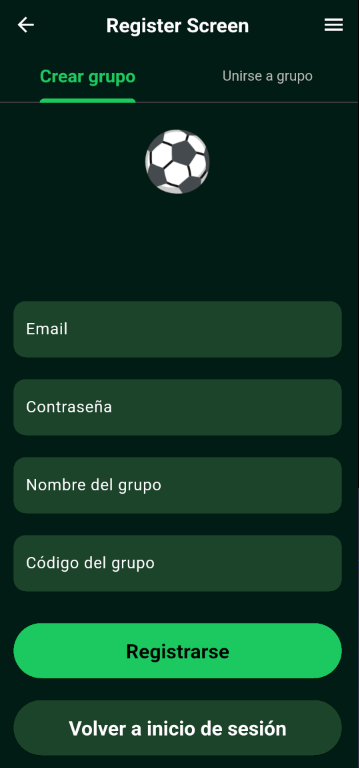 Register Screen
Crear grupo
Unirse a grupo
Email
Contraseña
Nombre del grupo
Código del grupo
Registrarse
Volver a inicio de sesión